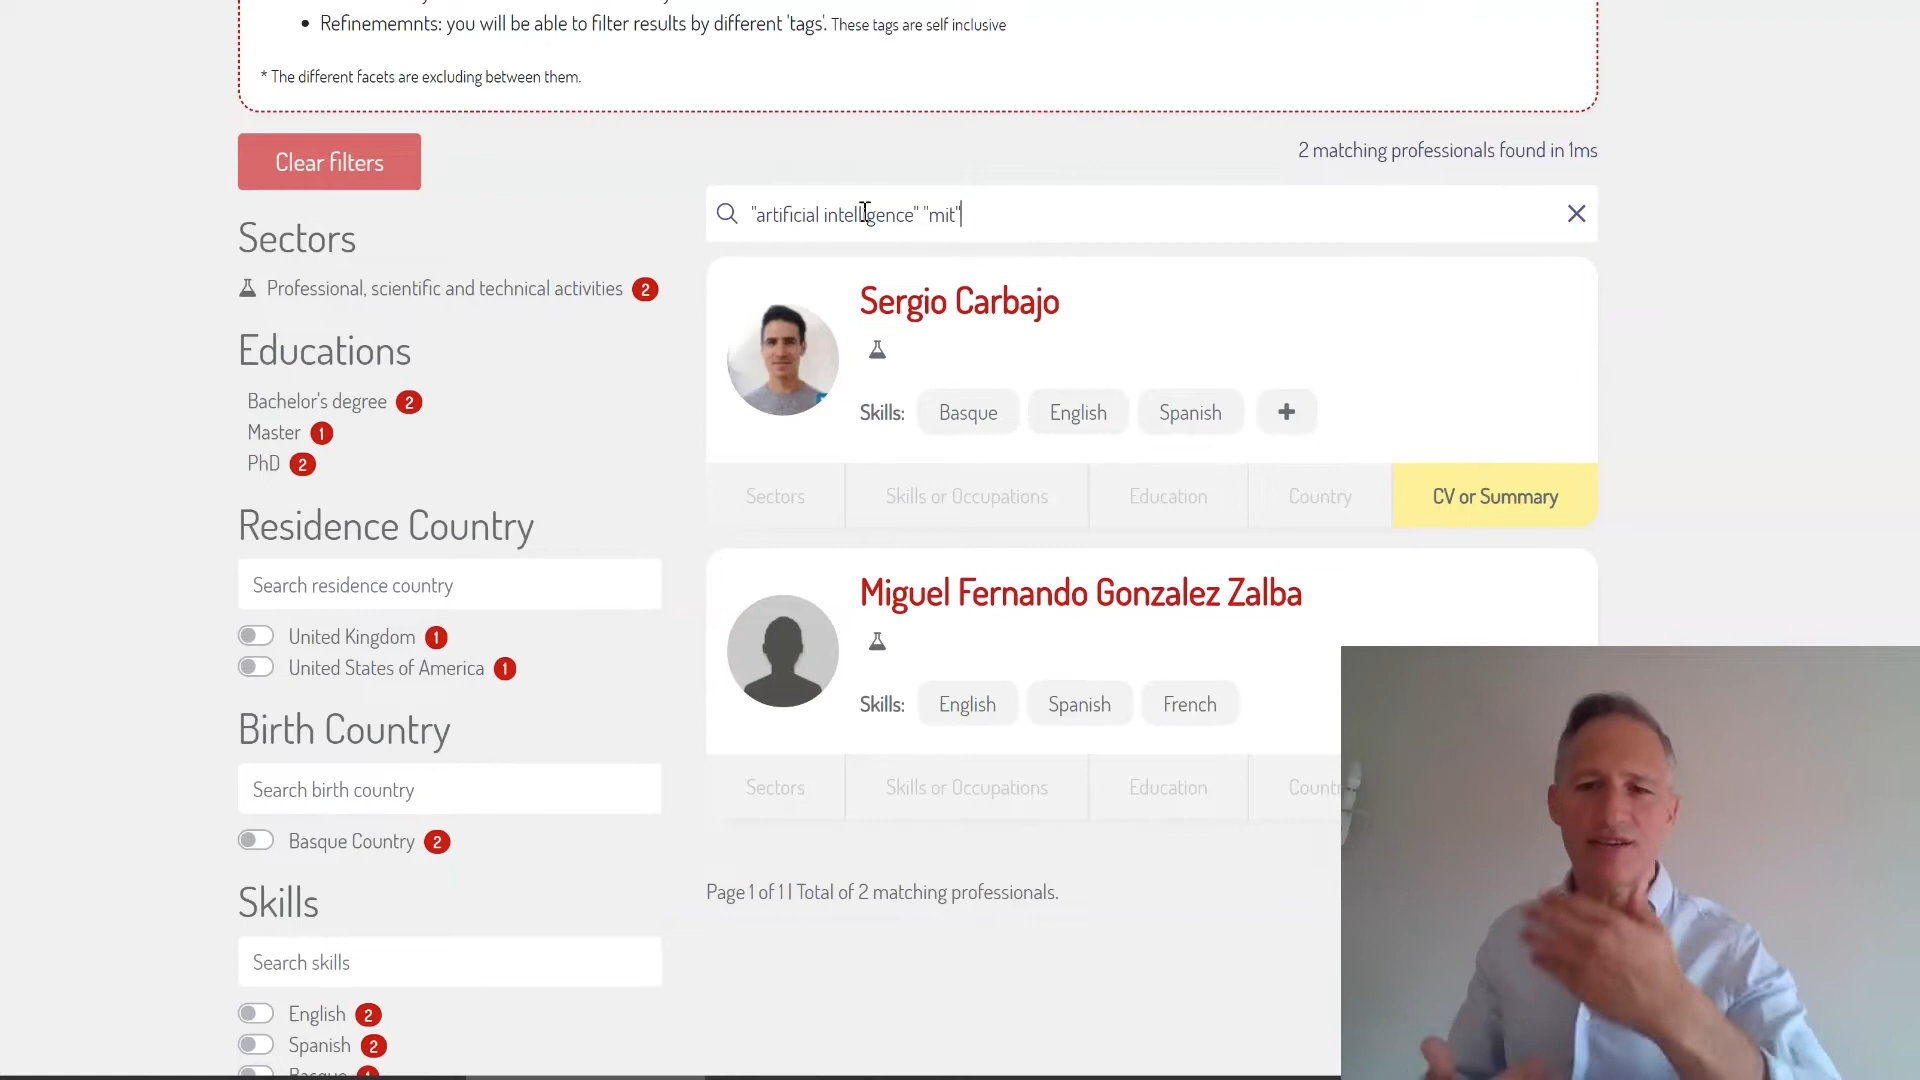 • Refinememnts: you will be able to filter results by different 'tags'. These tags are self inclusive
* The different facets are excluding between them.
Clear filters
2 matching professionals found in 1ms
"artificial intelligence" "mit"
Sectors
Professional, scientific and technical activities 2
Educations
Bachelor's degree 2
Master 1
PhD 2
Residence Country
Search residence country
United Kingdom 1
United States of America 1
Birth Country
Search birth country
Basque Country 2
Skills
Search skills
English 2
Spanish 2
Basque 1
Sergio Carbajo
Skills: Basque English Spanish +
Sectors Skills or Occupations Education Country CV or Summary
Miguel Fernando Gonzalez Zalba
Skills: English Spanish French
Sectors Skills or Occupations Education Countr
Page 1 of 1 | Total of 2 matching professionals.